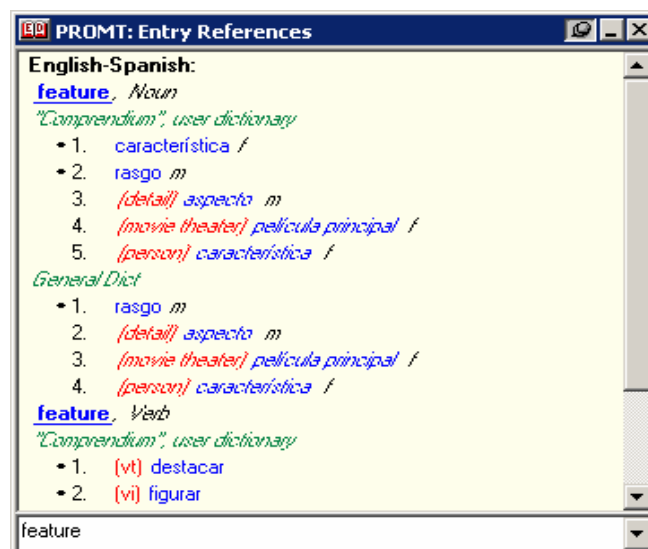 PROMT: Entry References
English-Spanish:
feature, Noun
"Comprendium", user dictionary
• 1. característica f
• 2. rasgo m
3. (detail) aspecto m
4. (movie theater) película principal f
5. (person) característica f
General Dict
• 1. rasgo m
2. (detail) aspecto m
3. (movie theater) película principal f
4. (person) característica f
feature, Verb
"Comprendium", user dictionary
• 1. (vt) destacar
• 2. (vi) figurar
feature